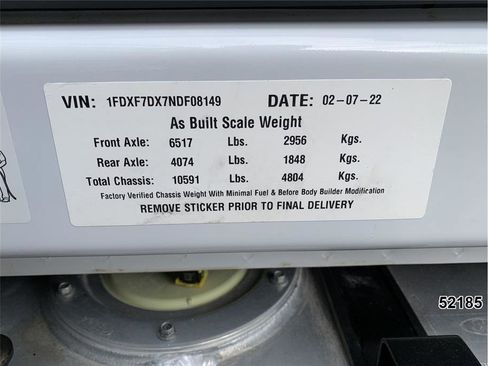 VIN: 1FDXF7DX7NDF08149 DATE: 02-07-22
As Built Scale Weight
Front Axle: 6517 Lbs. 2956 Kgs.
Rear Axle: 4074 Lbs. 1848 Kgs.
Total Chassis: 10591 Lbs. 4804 Kgs.
Factory Verified Chassis Weight With Minimal Fuel & Before Body Builder Modification
REMOVE STICKER PRIOR TO FINAL DELIVERY
52185